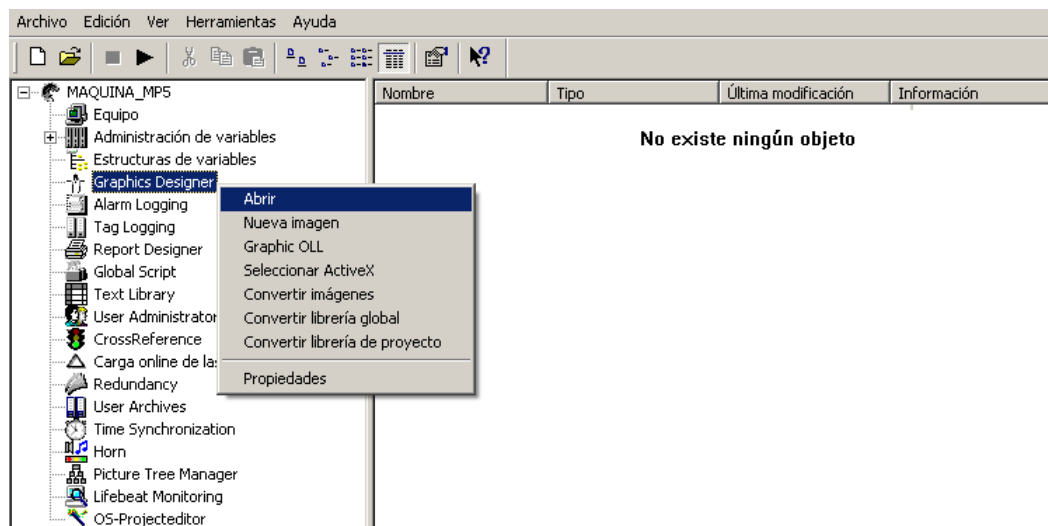 Archivo Edición Ver Herramientas Ayuda
MAQUINA_MP5
Equipo
Administración de variables
Estructuras de variables
Graphics Designer
Alarm Logging
Tag Logging
Report Designer
Global Script
Text Library
User Administrator
CrossReference
Carga online de la
Redundancy
User Archives
Time Synchronization
Horn
Picture Tree Manager
Lifebeat Monitoring
OS-Projecteditor
Abrir
Nueva imagen
Graphic OLL
Seleccionar ActiveX
Convertir imágenes
Convertir librería global
Convertir librería de proyecto
Propiedades
Nombre Tipo Última modificación Información
No existe ningún objeto